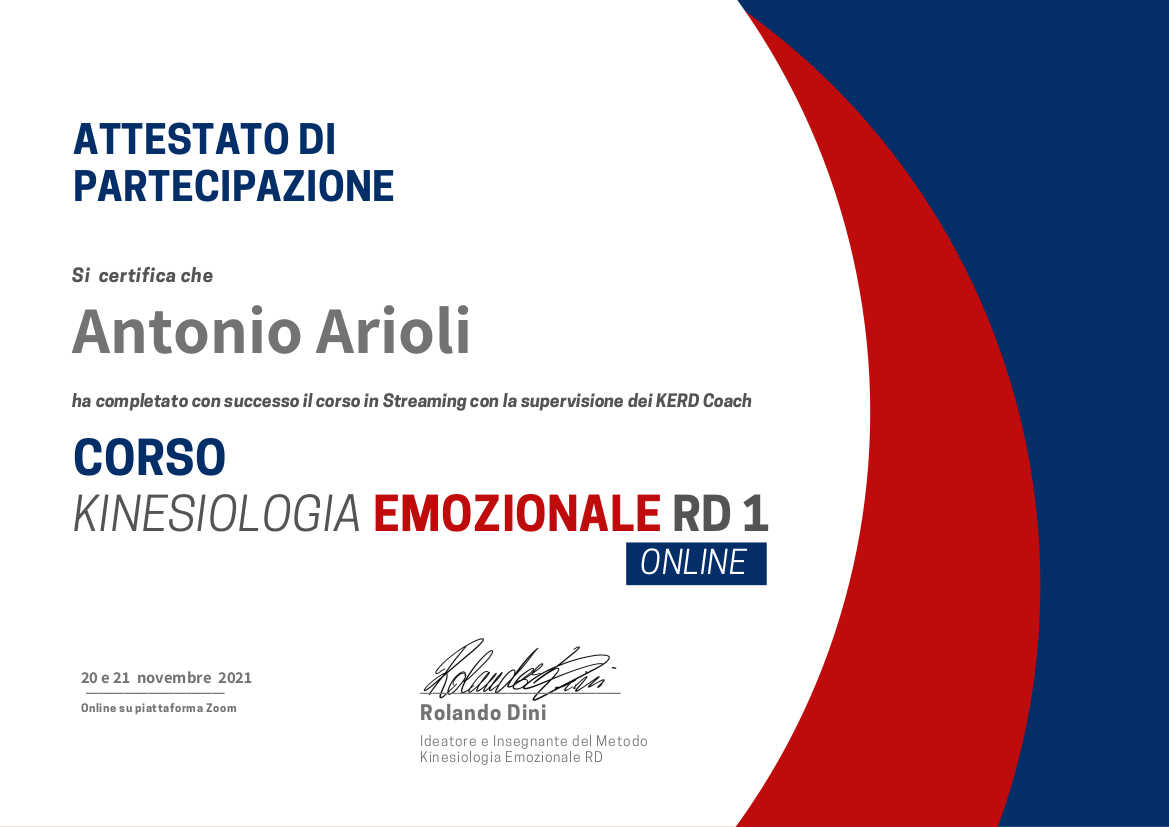 ATTESTATO DI
PARTECIPAZIONE
Si certifica che
Antonio Arioli
ha completato con successo il corso in Streaming con la supervisione dei KERD Coach
CORSO
KINESIOLOGIA EMOZIONALE RD 1
ONLINE
20 e 21 novembre 2021
Online su piattaforma Zoom
Rolando Dini
Rolando Dini
Ideatore e Insegnante del Metodo
Kinesiologia Emozionale RD